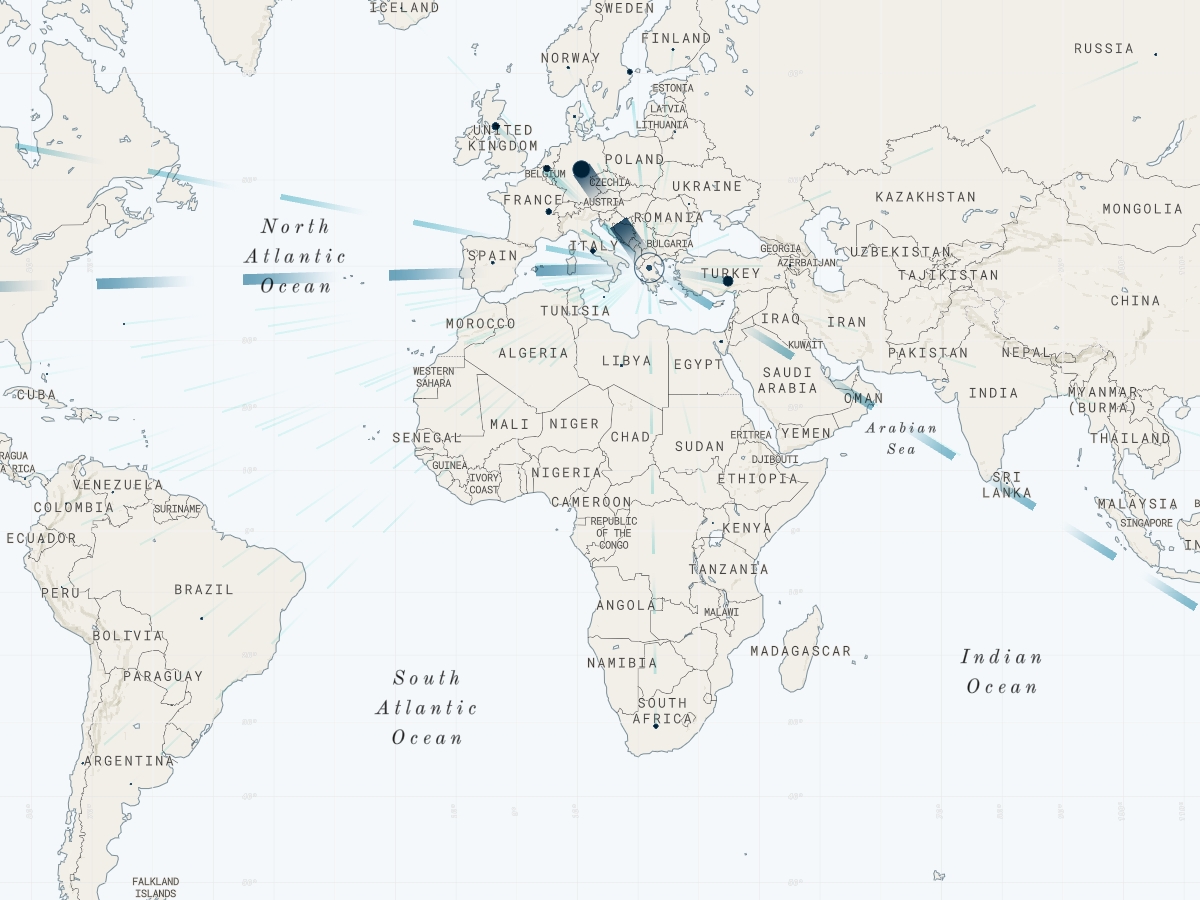 ICELAND
SWEDEN
FINLAND
RUSSIA
NORWAY
ESTONIA
LATVIA
LITHUANIA
UNITED
KINGDOM
POLAND
BELGIUM
CZECHIA
UKRAINE
KAZAKHSTAN
MONGOLIA
FRANCE
AUSTRIA
ROMANIA
North
Atlantic
Ocean
ITALY
BULGARIA
SPAIN
GEORGIA
AZERBAIJAN
UZBEKISTAN
TURKEY
TAJIKISTAN
CHINA
TUNISIA
MOROCCO
IRAQ
IRAN
ALGERIA
LIBYA
EGYPT
KUWAIT
PAKISTAN
NEPAL
WESTERN
SAHARA
SAUDI
ARABIA
CUBA
OMAN
INDIA
MYANMAR
(BURMA)
MALI
NIGER
SENEGAL
CHAD
SUDAN
ERITREA
YEMEN
Arabian
Sea
THAILAND
RAGUA
A RICA
GUINEA
IVORY
COAST
NIGERIA
DJIBOUTI
ETHIOPIA
SRI
LANKA
VENEZUELA
COLOMBIA
SURINAME
CAMEROON
MALAYSIA
B
SINGAPORE
REPUBLIC
OF THE
CONGO
KENYA
ECUADOR
IN
TANZANIA
PERU
BRAZIL
ANGOLA
MALAWI
BOLIVIA
NAMIBIA
MADAGASCAR
Indian
Ocean
PARAGUAY
South
Atlantic
Ocean
SOUTH
AFRICA
ARGENTINA
FALKLAND
ISLANDS